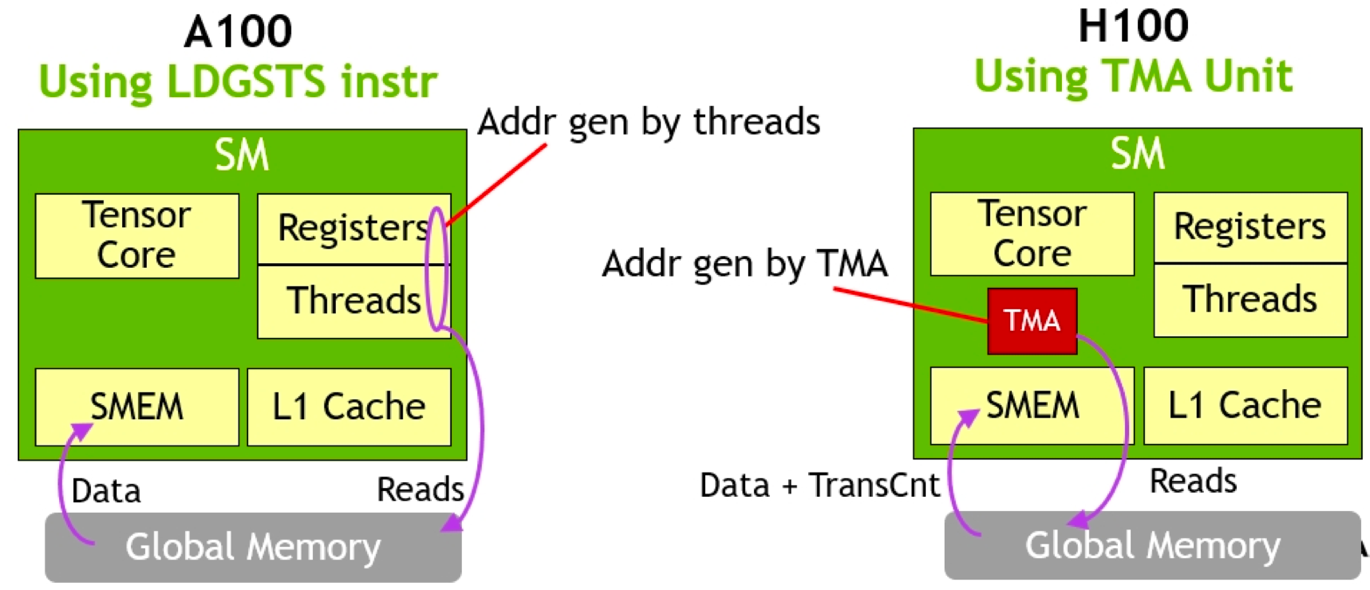 A100
Using LDGSTS instr
Addr gen by threads
SM
Tensor
Core
Registers
Threads
SMEM
L1 Cache
Data
Reads
Global Memory
H100
Using TMA Unit
Addr gen by TMA
SM
Tensor
Core
Registers
Threads
TMA
SMEM
L1 Cache
Data + TransCnt
Reads
Global Memory